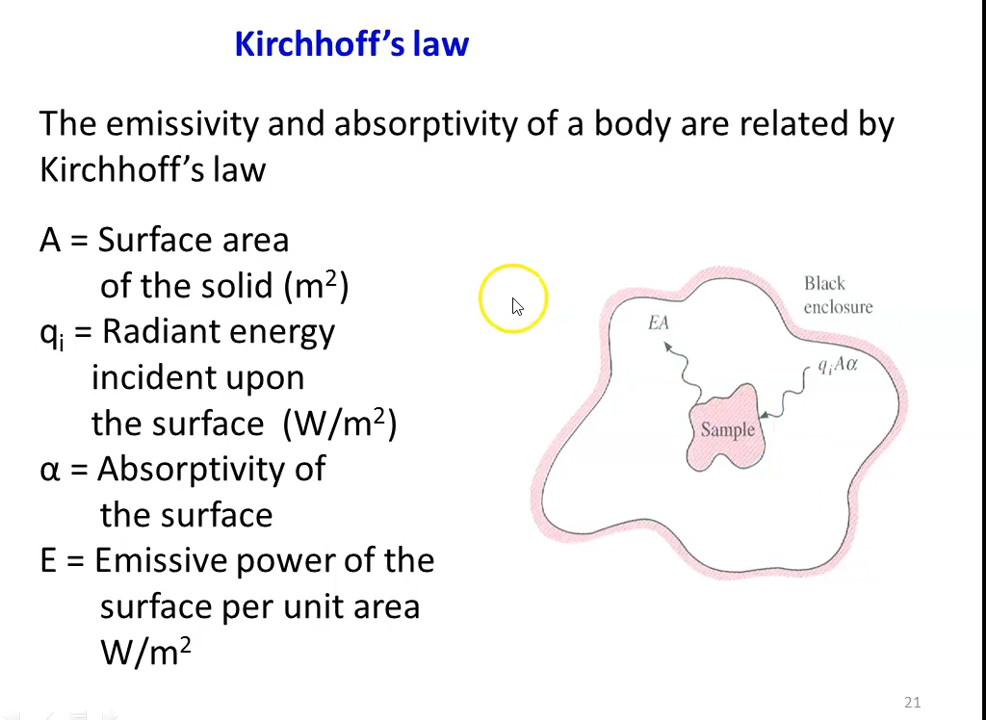 Kirchhoff’s law
The emissivity and absorptivity of a body are related by
Kirchhoff’s law
A = Surface area
of the solid (m²)
qᵢ = Radiant energy
incident upon
the surface (W/m²)
α = Absorptivity of
the surface
E = Emissive power of the
surface per unit area
W/m²
Black
enclosure
EA
qᵢAα
Sample
21